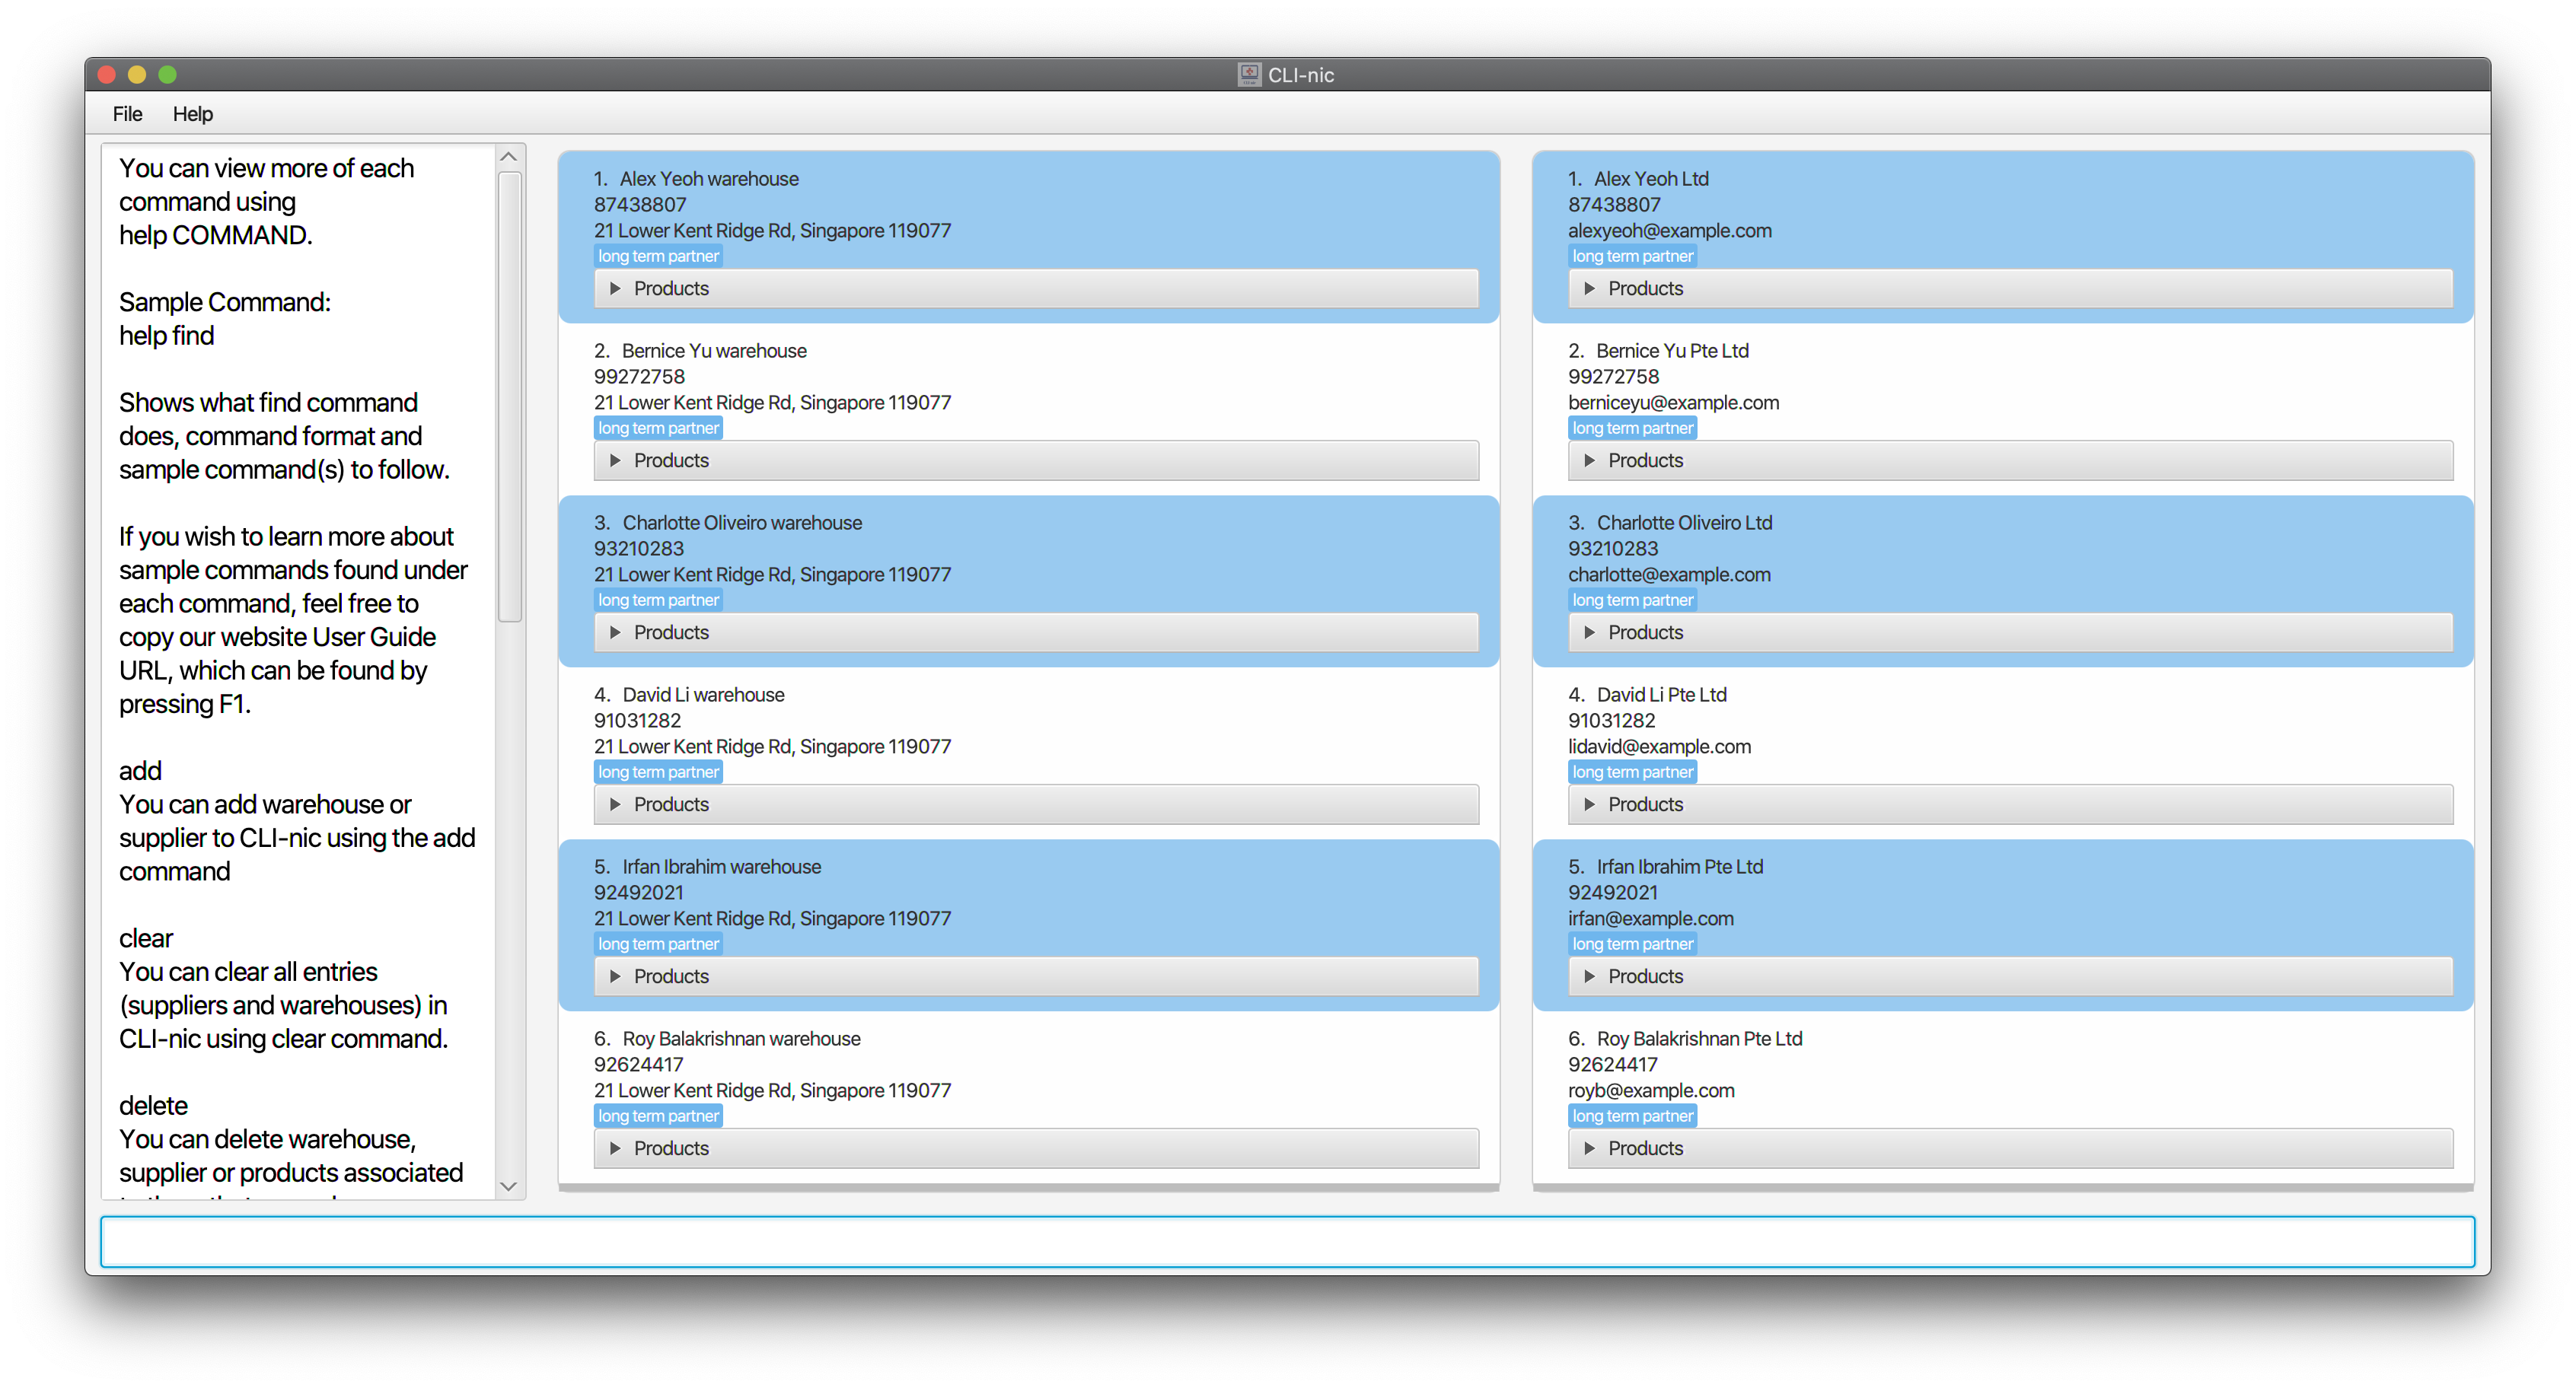 CLI-nic
File Help
You can view more of each
command using
help COMMAND.
Sample Command:
help find
Shows what find command
does, command format and
sample command(s) to follow.
If you wish to learn more about
sample commands found under
each command, feel free to
copy our website User Guide
URL, which can be found by
pressing F1.
add
You can add warehouse or
supplier to CLI-nic using the add
command
clear
You can clear all entries
(suppliers and warehouses) in
CLI-nic using clear command.
delete
You can delete warehouse,
supplier or products associated
1. Alex Yeoh warehouse
87438807
21 Lower Kent Ridge Rd, Singapore 119077
long term partner
Products
2. Bernice Yu warehouse
99272758
21 Lower Kent Ridge Rd, Singapore 119077
long term partner
Products
3. Charlotte Oliveiro warehouse
93210283
21 Lower Kent Ridge Rd, Singapore 119077
long term partner
Products
4. David Li warehouse
91031282
21 Lower Kent Ridge Rd, Singapore 119077
long term partner
Products
5. Irfan Ibrahim warehouse
92492021
21 Lower Kent Ridge Rd, Singapore 119077
long term partner
Products
6. Roy Balakrishnan warehouse
92624417
21 Lower Kent Ridge Rd, Singapore 119077
long term partner
Products
1. Alex Yeoh Ltd
87438807
alexyeoh@example.com
long term partner
Products
2. Bernice Yu Pte Ltd
99272758
berniceyu@example.com
long term partner
Products
3. Charlotte Oliveiro Ltd
93210283
charlotte@example.com
long term partner
Products
4. David Li Pte Ltd
91031282
lidavid@example.com
long term partner
Products
5. Irfan Ibrahim Pte Ltd
92492021
irfan@example.com
long term partner
Products
6. Roy Balakrishnan Pte Ltd
92624417
royb@example.com
long term partner
Products